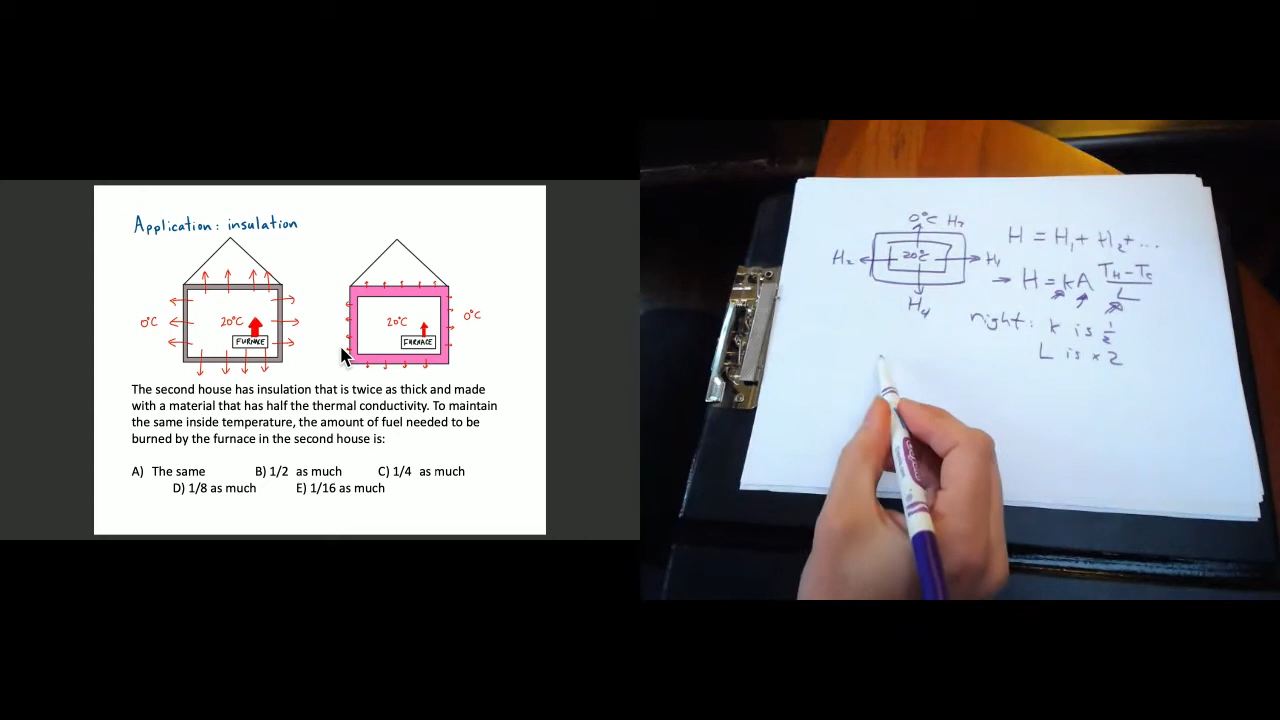 Application: insulation
0°C
20°C
FURNACE
20°C
FURNACE
0°C
The second house has insulation that is twice as thick and made
with a material that has half the thermal conductivity. To maintain
the same inside temperature, the amount of fuel needed to be
burned by the furnace in the second house is:
A) The same B) 1/2 as much C) 1/4 as much
D) 1/8 as much E) 1/16 as much
0°C H₃
H₂ 20°C H₁
H₄
H = H₁ + H₂ + ...
→ H = kA (T_H - T_C)/L
right: k is 1/2
L is × 2